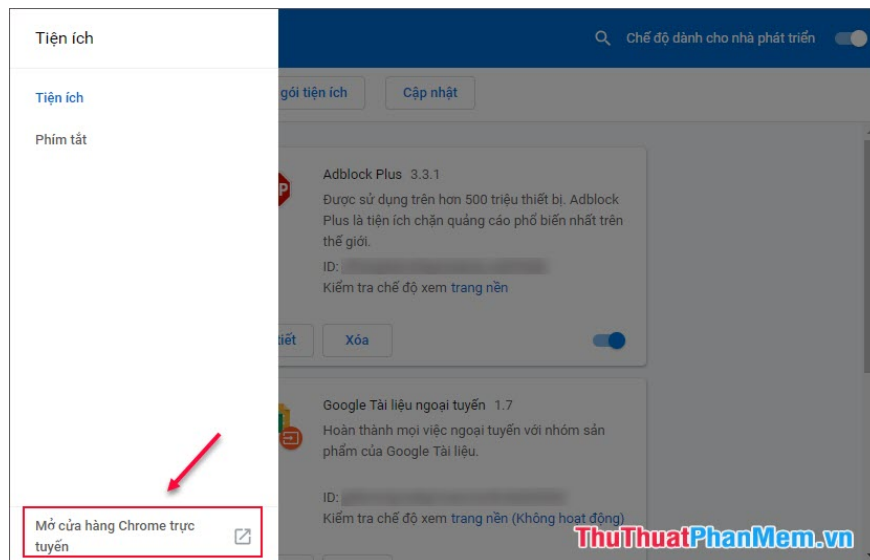 Tiện ích
Chế độ dành cho nhà phát triển
Tiện ích
Phím tắt
gói tiện ích
Cập nhật
Adblock Plus 3.3.1
Được sử dụng trên hơn 500 triệu thiết bị. Adblock
Plus là tiện ích chặn quảng cáo phổ biến nhất trên
thế giới.
ID:
Kiểm tra chế độ xem trang nền
tiết
Xóa
Google Tài liệu ngoại tuyến 1.7
Hoàn thành mọi việc ngoại tuyến với nhóm sản
phẩm của Google Tài liệu.
ID:
Kiểm tra chế độ xem trang nền (Không hoạt động)
Mở cửa hàng Chrome trực
tuyến
ThuThuatPhanMem.vn